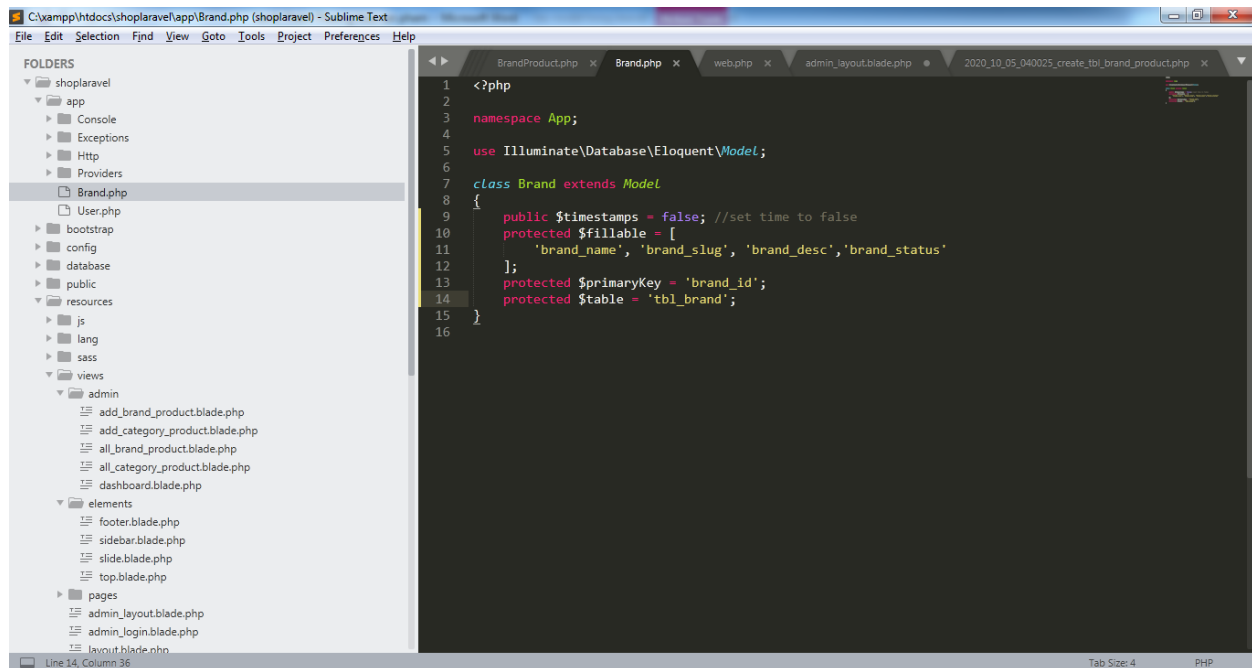 C:\xampp\htdocs\shoplaravel\app\Brand.php (shoplaravel) - Sublime Text
File Edit Selection Find View Goto Tools Project Preferences Help
FOLDERS
shoplaravel
app
Console
Exceptions
Http
Providers
Brand.php
User.php
bootstrap
config
database
public
resources
js
lang
sass
views
admin
add_brand_product.blade.php
add_category_product.blade.php
all_brand_product.blade.php
all_category_product.blade.php
dashboard.blade.php
elements
footer.blade.php
sidebar.blade.php
slide.blade.php
top.blade.php
pages
admin_layout.blade.php
admin_login.blade.php
layout.blade.php
BrandProduct.php Brand.php web.php admin_layout.blade.php 2020_10_05_040025_create_tbl_brand_product.php
1 <?php
2
3 namespace App;
4
5 use Illuminate\Database\Eloquent\Model;
6
7 class Brand extends Model
8 {
9 public $timestamps = false; //set time to false
10 protected $fillable = [
11 'brand_name', 'brand_slug', 'brand_desc','brand_status'
12 ];
13 protected $primaryKey = 'brand_id';
14 protected $table = 'tbl_brand';
15 }
16
Line 14, Column 36 Tab Size: 4 PHP